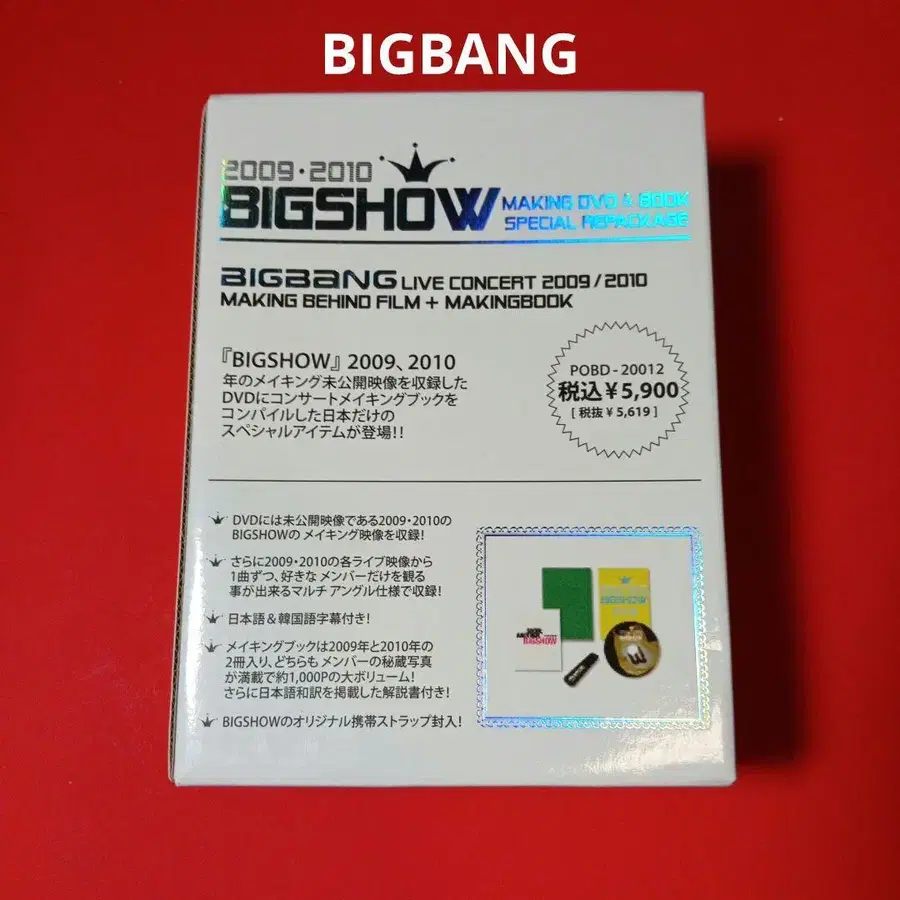 BIGBANG
2009・2010
BIGSHOW
MAKING DVD + BOOK
SPECIAL REPACKAGE
BIGBANG LIVE CONCERT 2009/2010
MAKING BEHIND FILM + MAKINGBOOK
『BIGSHOW』2009、2010
年のメイキング未公開映像を収録した
DVDにコンサートメイキングブックを
コンパイルした日本だけの
スペシャルアイテムが登場!!
POBD-20012
税込¥5,900
[税抜¥5,619]
DVDには未公開映像である2009・2010の
BIGSHOWの メイキング映像を収録!
さらに2009・2010の各ライブ映像から
1曲ずつ、好きな メンバーだけを観る
事が出来るマルチ アングル仕様で収録!
日本語&韓国語字幕付き!
メイキングブックは2009年と2010年の
2冊入り、どちらも メンバーの秘蔵写真
が満載で約1,000Pの大ボリューム!
さらに日本語和訳を掲載した解説書付き!
BIGSHOWのオリジナル携帯ストラップ封入!
BIGSHOW
BIGSHOW